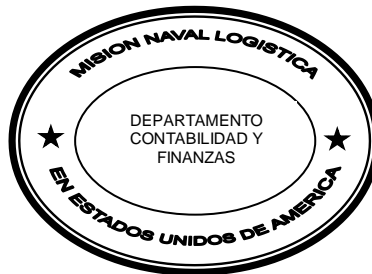 MISION NAVAL LOGISTICA
DEPARTAMENTO
CONTABILIDAD Y
FINANZAS
EN ESTADOS UNIDOS DE AMERICA